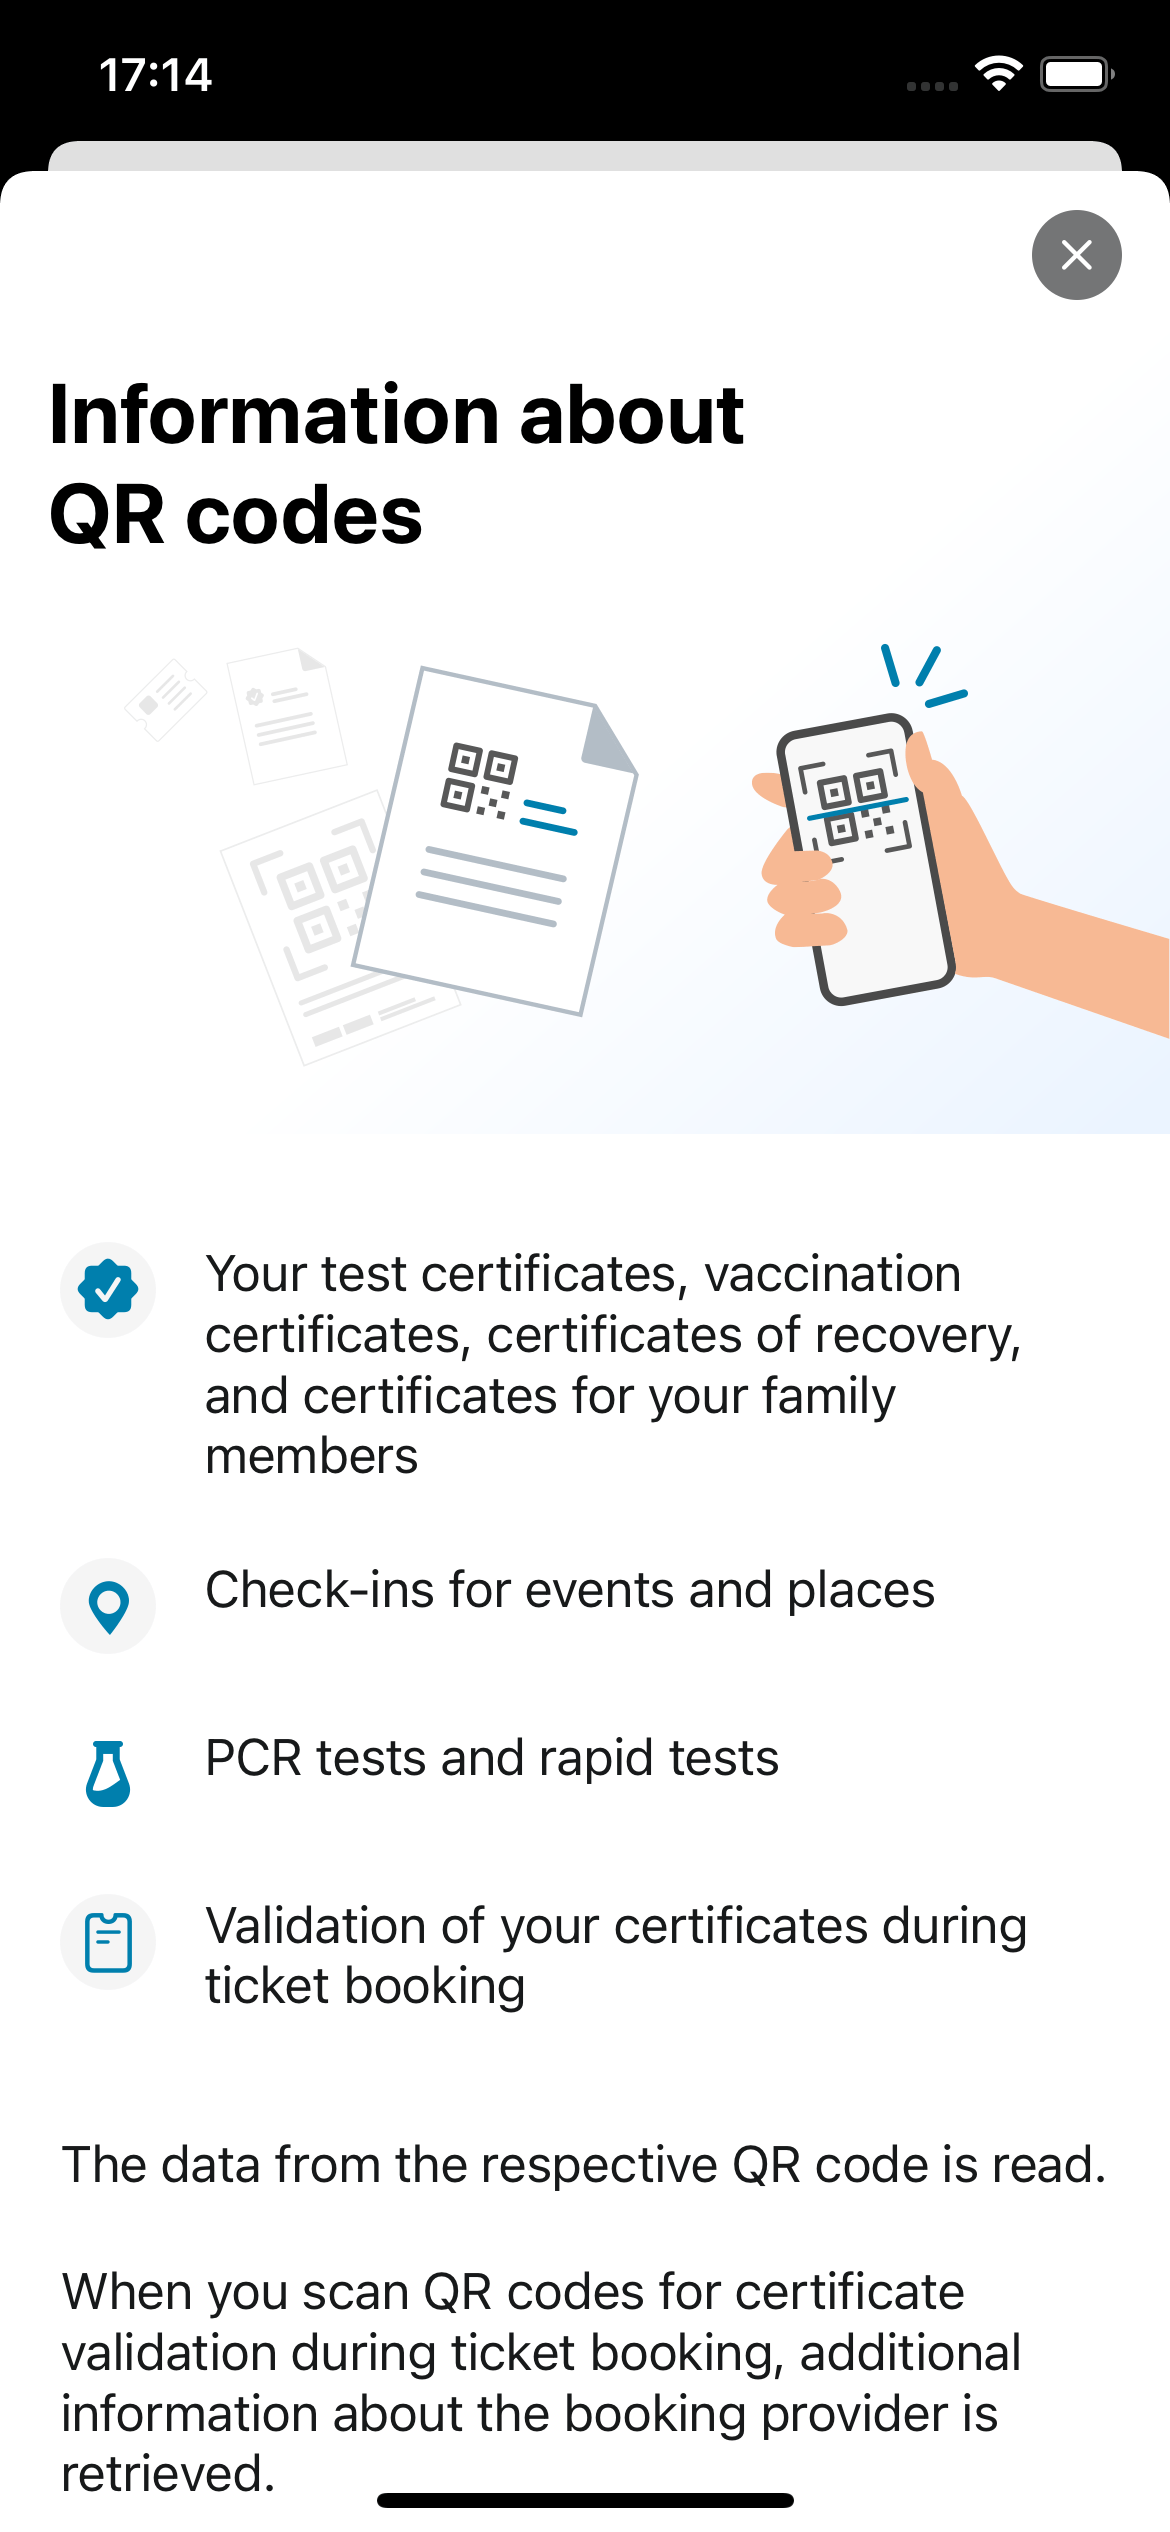 17:14
Information about
QR codes
Your test certificates, vaccination
certificates, certificates of recovery,
and certificates for your family
members
Check-ins for events and places
PCR tests and rapid tests
Validation of your certificates during
ticket booking
The data from the respective QR code is read.
When you scan QR codes for certificate
validation during ticket booking, additional
information about the booking provider is
retrieved.